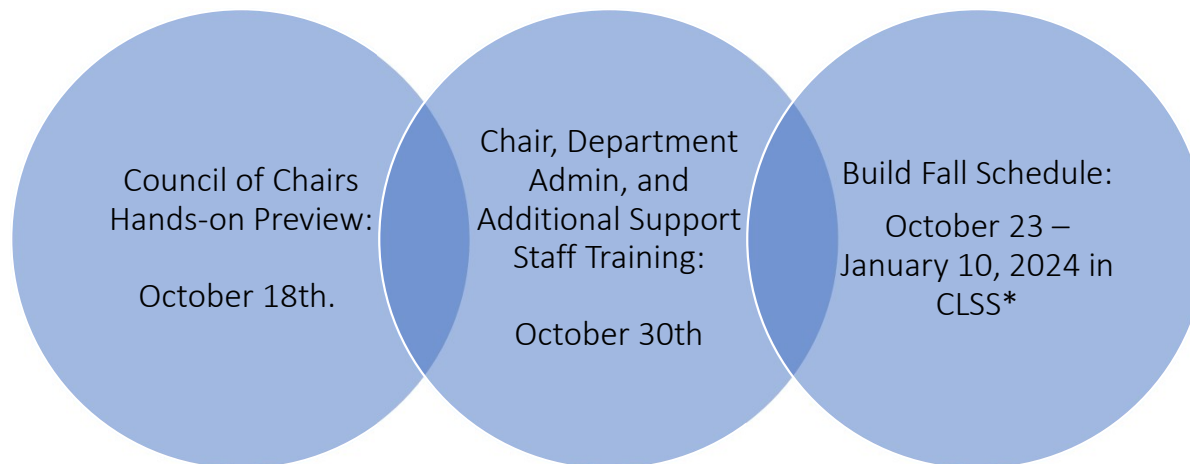 Council of Chairs
Hands-on Preview:
October 18th.
Chair, Department
Admin, and
Additional Support
Staff Training:
October 30th
Build Fall Schedule:
October 23 –
January 10, 2024 in
CLSS*